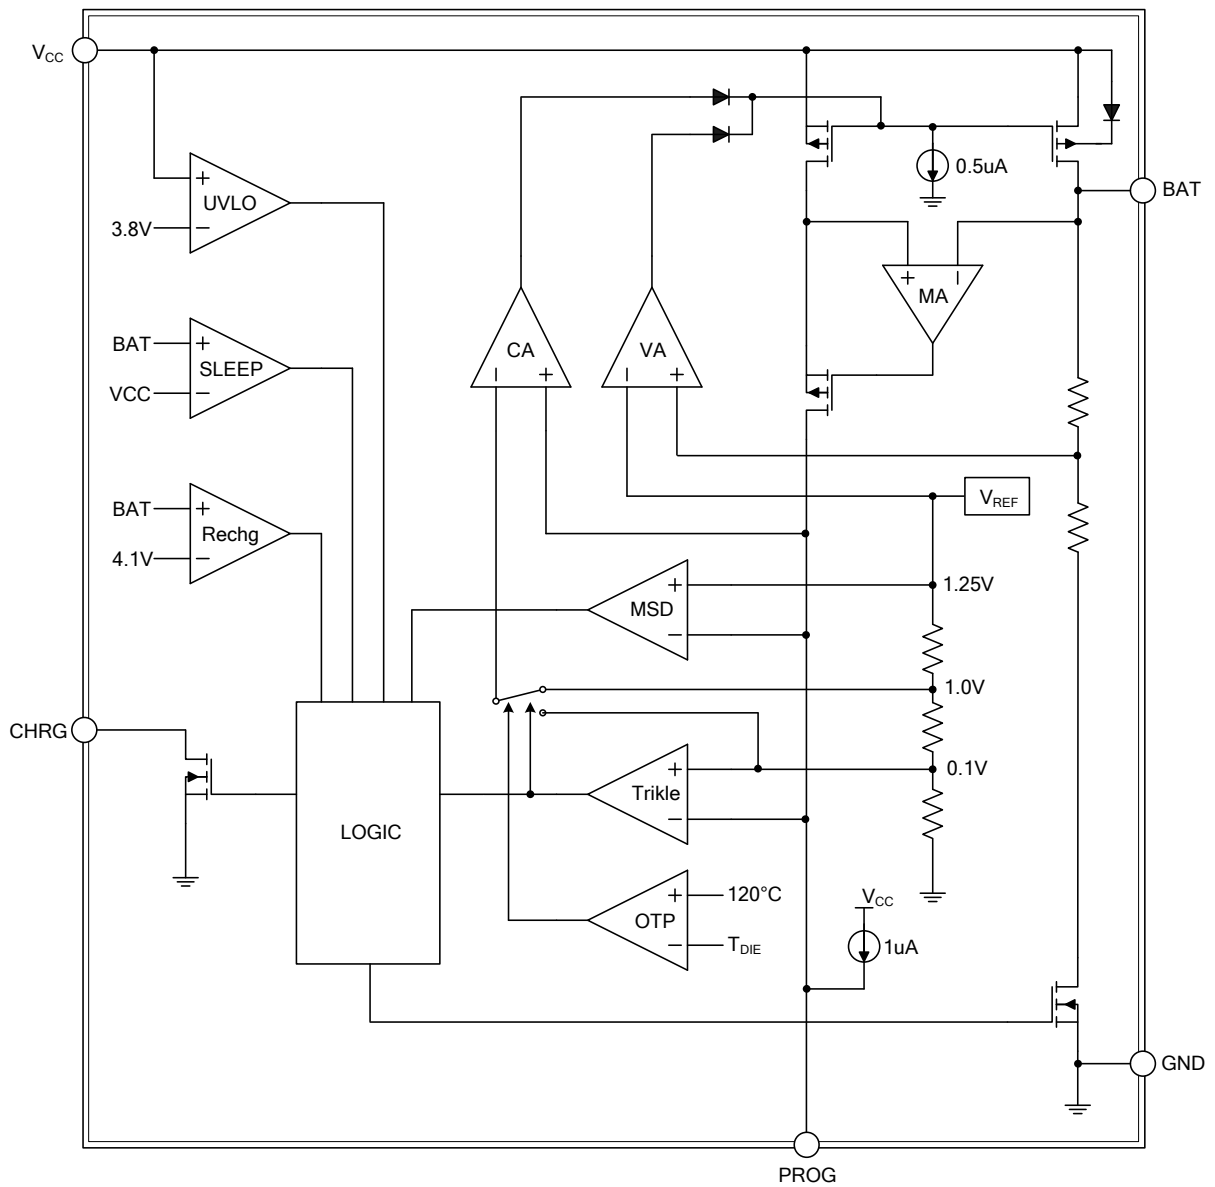 VCC
0.5uA
BAT
+
UVLO
3.8V
−
+
−
MA
BAT
+
SLEEP
VCC
−
CA
−
+
VA
−
+
BAT
+
Rechg
4.1V
−
VREF
+
1.25V
MSD
−
1.0V
CHRG
+
0.1V
Trikle
−
LOGIC
+
120°C
OTP
−
TDIE
VCC
1uA
GND
PROG